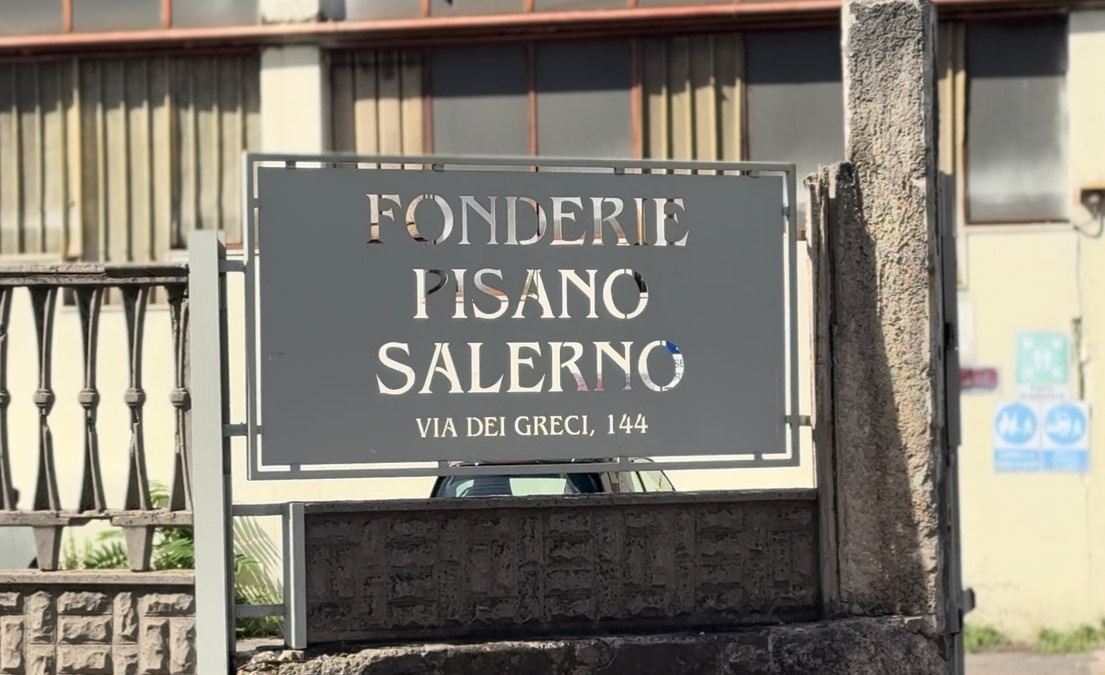 FONDERIE
PISANO
SALERNO
VIA DEI GRECI, 144